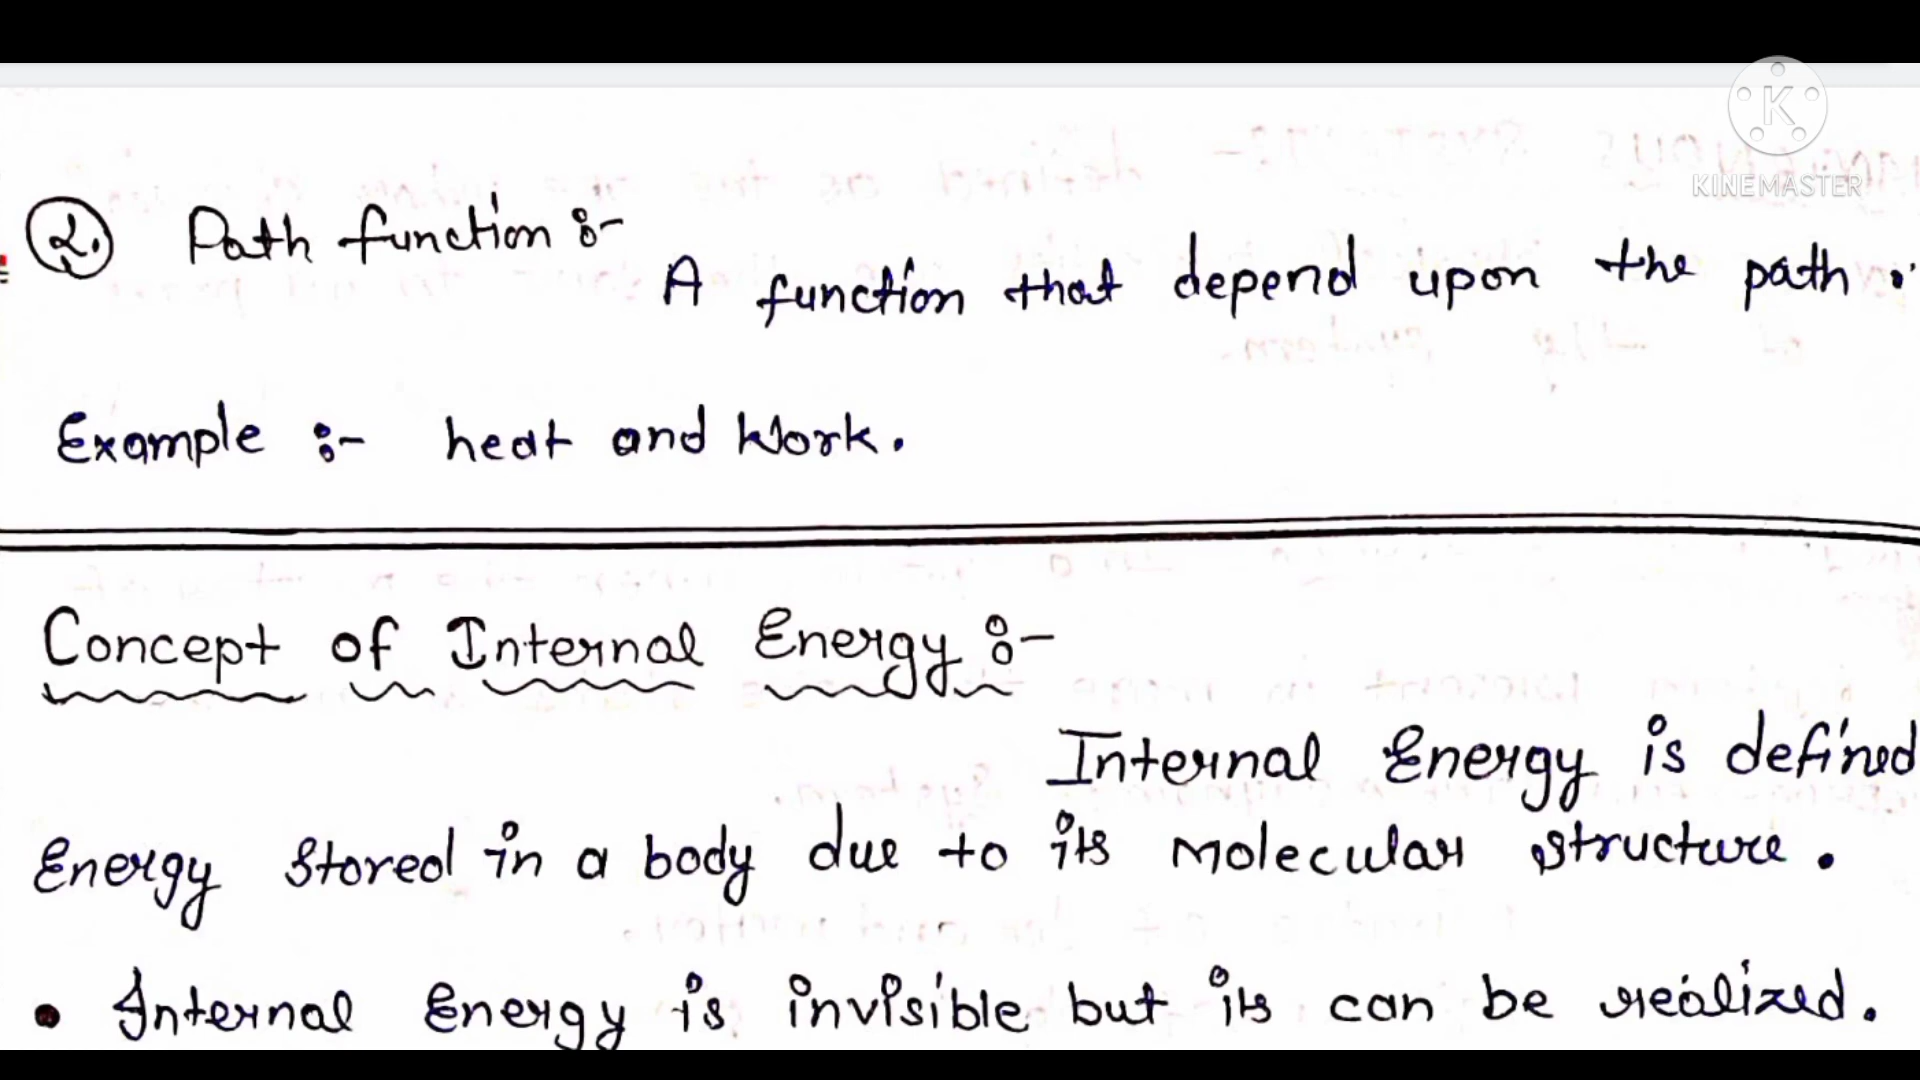 KINEMASTER
2. Path function :-
A function that depend upon the path.
Example :- heat and Work.
Concept of Internal Energy :-
Internal Energy is defined
Energy stored in a body due to its molecular structure.
• Internal Energy is invisible but its can be realized.